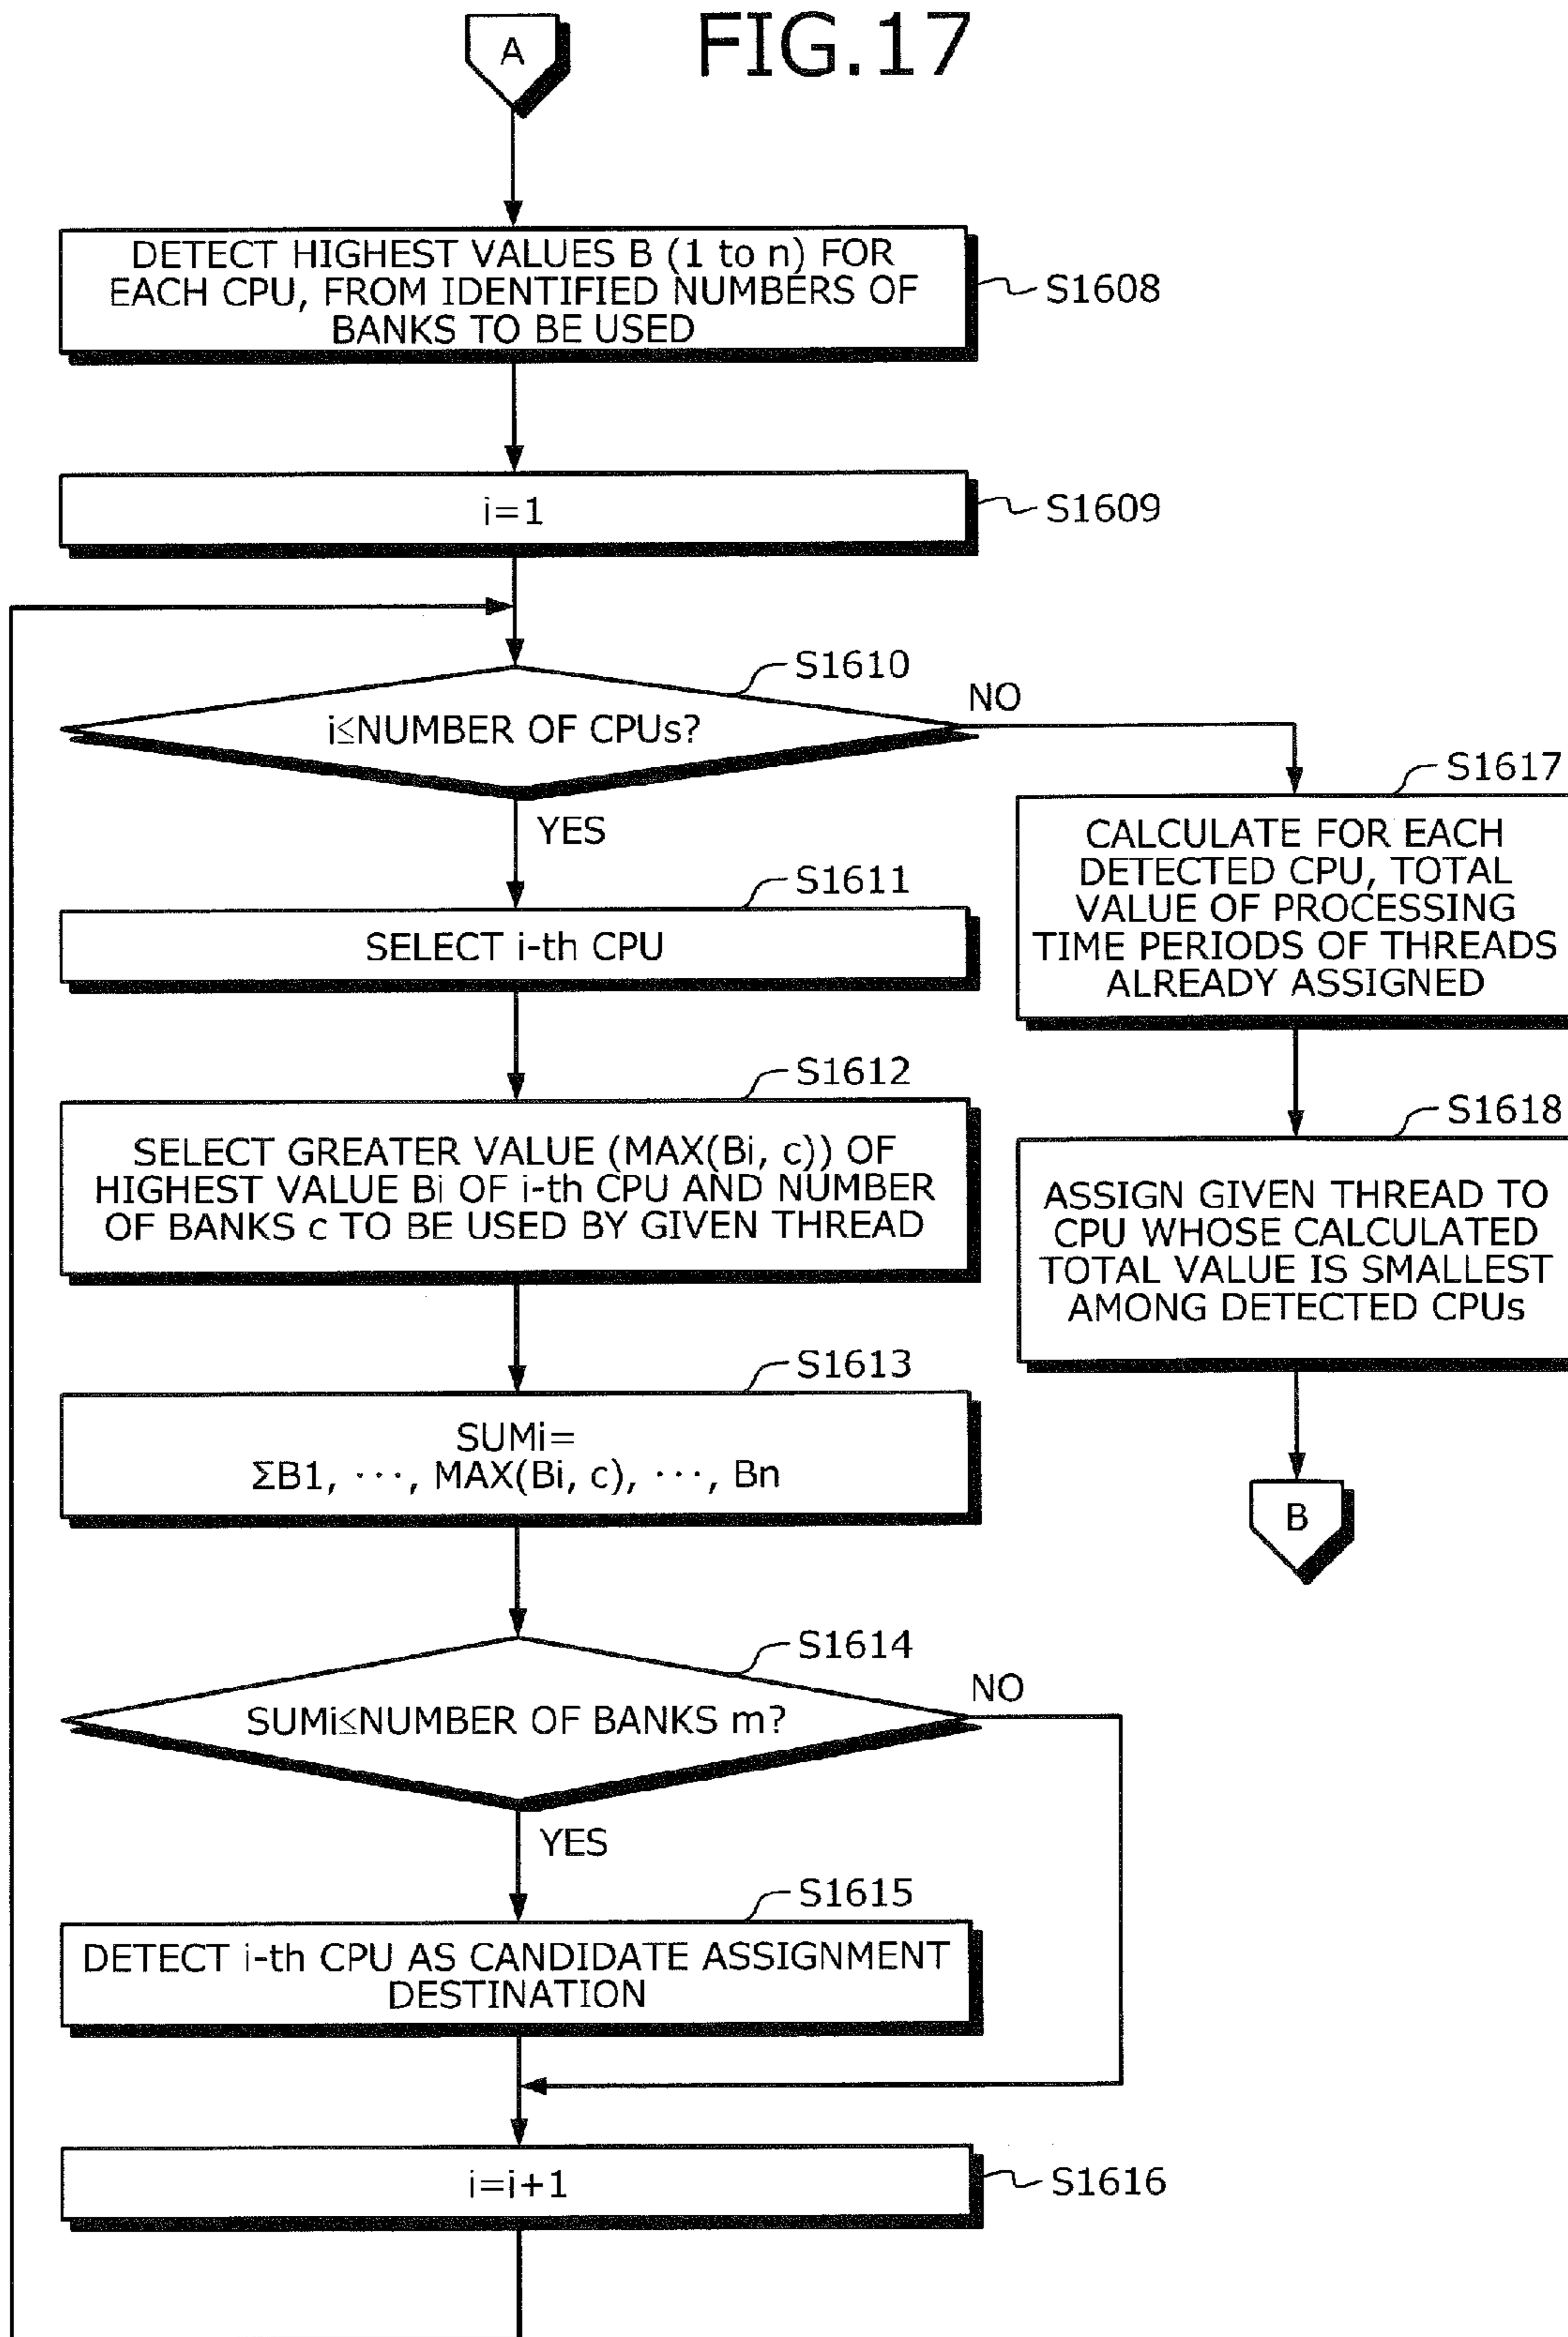 FIG.17
A
DETECT HIGHEST VALUES B (1 to n) FOR
EACH CPU, FROM IDENTIFIED NUMBERS OF
BANKS TO BE USED
S1608
i=1
S1609
S1610
i≤NUMBER OF CPUs?
NO
YES
S1611
SELECT i-th CPU
S1612
SELECT GREATER VALUE (MAX(Bi, c)) OF
HIGHEST VALUE Bi OF i-th CPU AND NUMBER
OF BANKS c TO BE USED BY GIVEN THREAD
S1613
SUMi=
ΣB1, ···, MAX(Bi, c), ···, Bn
S1614
SUMi≤NUMBER OF BANKS m?
NO
YES
S1615
DETECT i-th CPU AS CANDIDATE ASSIGNMENT
DESTINATION
i=i+1
S1616
S1617
CALCULATE FOR EACH
DETECTED CPU, TOTAL
VALUE OF PROCESSING
TIME PERIODS OF THREADS
ALREADY ASSIGNED
S1618
ASSIGN GIVEN THREAD TO
CPU WHOSE CALCULATED
TOTAL VALUE IS SMALLEST
AMONG DETECTED CPUs
B